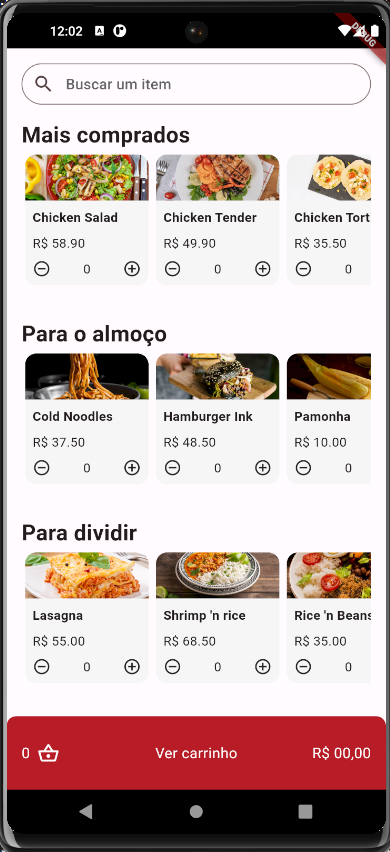 12:02
DEBUG
Buscar um item
Mais comprados
Chicken Salad
Chicken Tender
Chicken Tort
R$ 58.90
R$ 49.90
R$ 35.50
0
0
0
Para o almoço
Cold Noodles
Hamburger Ink
Pamonha
R$ 37.50
R$ 48.50
R$ 10.00
0
0
0
Para dividir
Lasagna
Shrimp 'n rice
Rice 'n Beans
R$ 55.00
R$ 68.50
R$ 35.00
0
0
0
0 Ver carrinho R$ 00,00